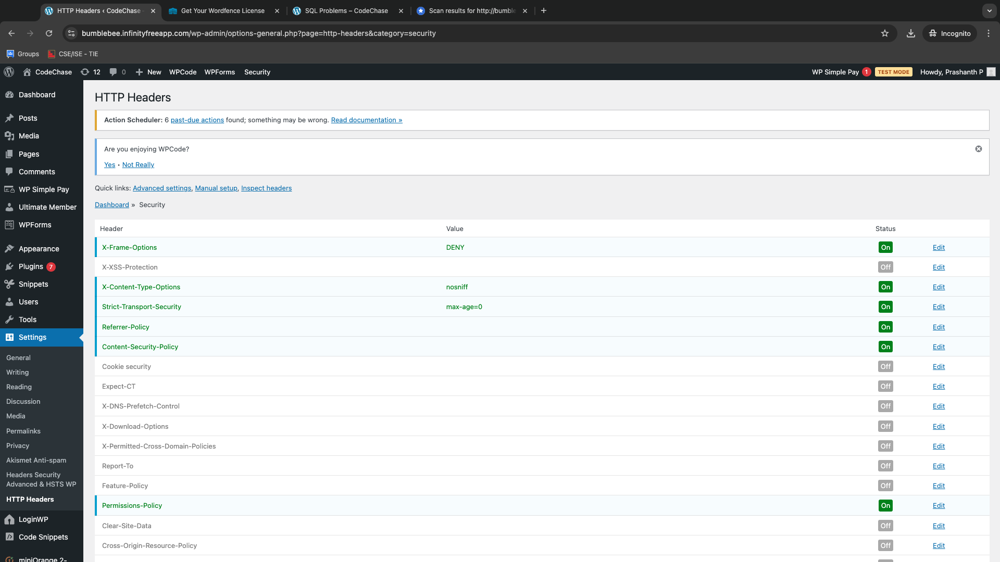 HTTP Headers ‹ CodeChase -
Get Your Wordfence License
SQL Problems – CodeChase
Scan results for http://bumble
bumblebee.infinityfreeapp.com/wp-admin/options-general.php?page=http-headers&category=security
Incognito
Groups
CSE/ISE - TIE
CodeChase
12
0
New
WPCode
WPForms
Security
WP Simple Pay 1
TEST MODE
Howdy, Prashanth P
Dashboard
Posts
Media
Pages
Comments
WP Simple Pay
Ultimate Member
WPForms
Appearance
Plugins 7
Snippets
Users
Tools
Settings
General
Writing
Reading
Discussion
Media
Permalinks
Privacy
Akismet Anti-spam
Headers Security
Advanced & HSTS WP
HTTP Headers
LoginWP
Code Snippets
miniOrange 2-
HTTP Headers
Action Scheduler: 6 past-due actions found; something may be wrong. Read documentation »
Are you enjoying WPCode?
Yes · Not Really
Quick links: Advanced settings, Manual setup, Inspect headers
Dashboard » Security
Header Value Status
X-Frame-Options DENY On Edit
X-XSS-Protection Off Edit
X-Content-Type-Options nosniff On Edit
Strict-Transport-Security max-age=0 On Edit
Referrer-Policy On Edit
Content-Security-Policy On Edit
Cookie security Off Edit
Expect-CT Off Edit
X-DNS-Prefetch-Control Off Edit
X-Download-Options Off Edit
X-Permitted-Cross-Domain-Policies Off Edit
Report-To Off Edit
Feature-Policy Off Edit
Permissions-Policy On Edit
Clear-Site-Data Off Edit
Cross-Origin-Resource-Policy Off Edit